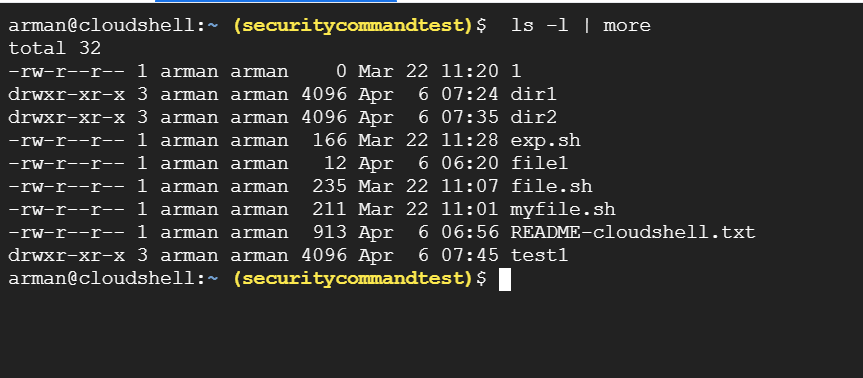 arman@cloudshell:~ (securitycommandtest)$  ls -l | more
total 32
-rw-r--r-- 1 arman arman    0 Mar 22 11:20 1
drwxr-xr-x 3 arman arman 4096 Apr  6 07:24 dir1
drwxr-xr-x 3 arman arman 4096 Apr  6 07:35 dir2
-rw-r--r-- 1 arman arman  166 Mar 22 11:28 exp.sh
-rw-r--r-- 1 arman arman   12 Apr  6 06:20 file1
-rw-r--r-- 1 arman arman  235 Mar 22 11:07 file.sh
-rw-r--r-- 1 arman arman  211 Mar 22 11:01 myfile.sh
-rw-r--r-- 1 arman arman  913 Apr  6 06:56 README-cloudshell.txt
drwxr-xr-x 3 arman arman 4096 Apr  6 07:45 test1
arman@cloudshell:~ (securitycommandtest)$